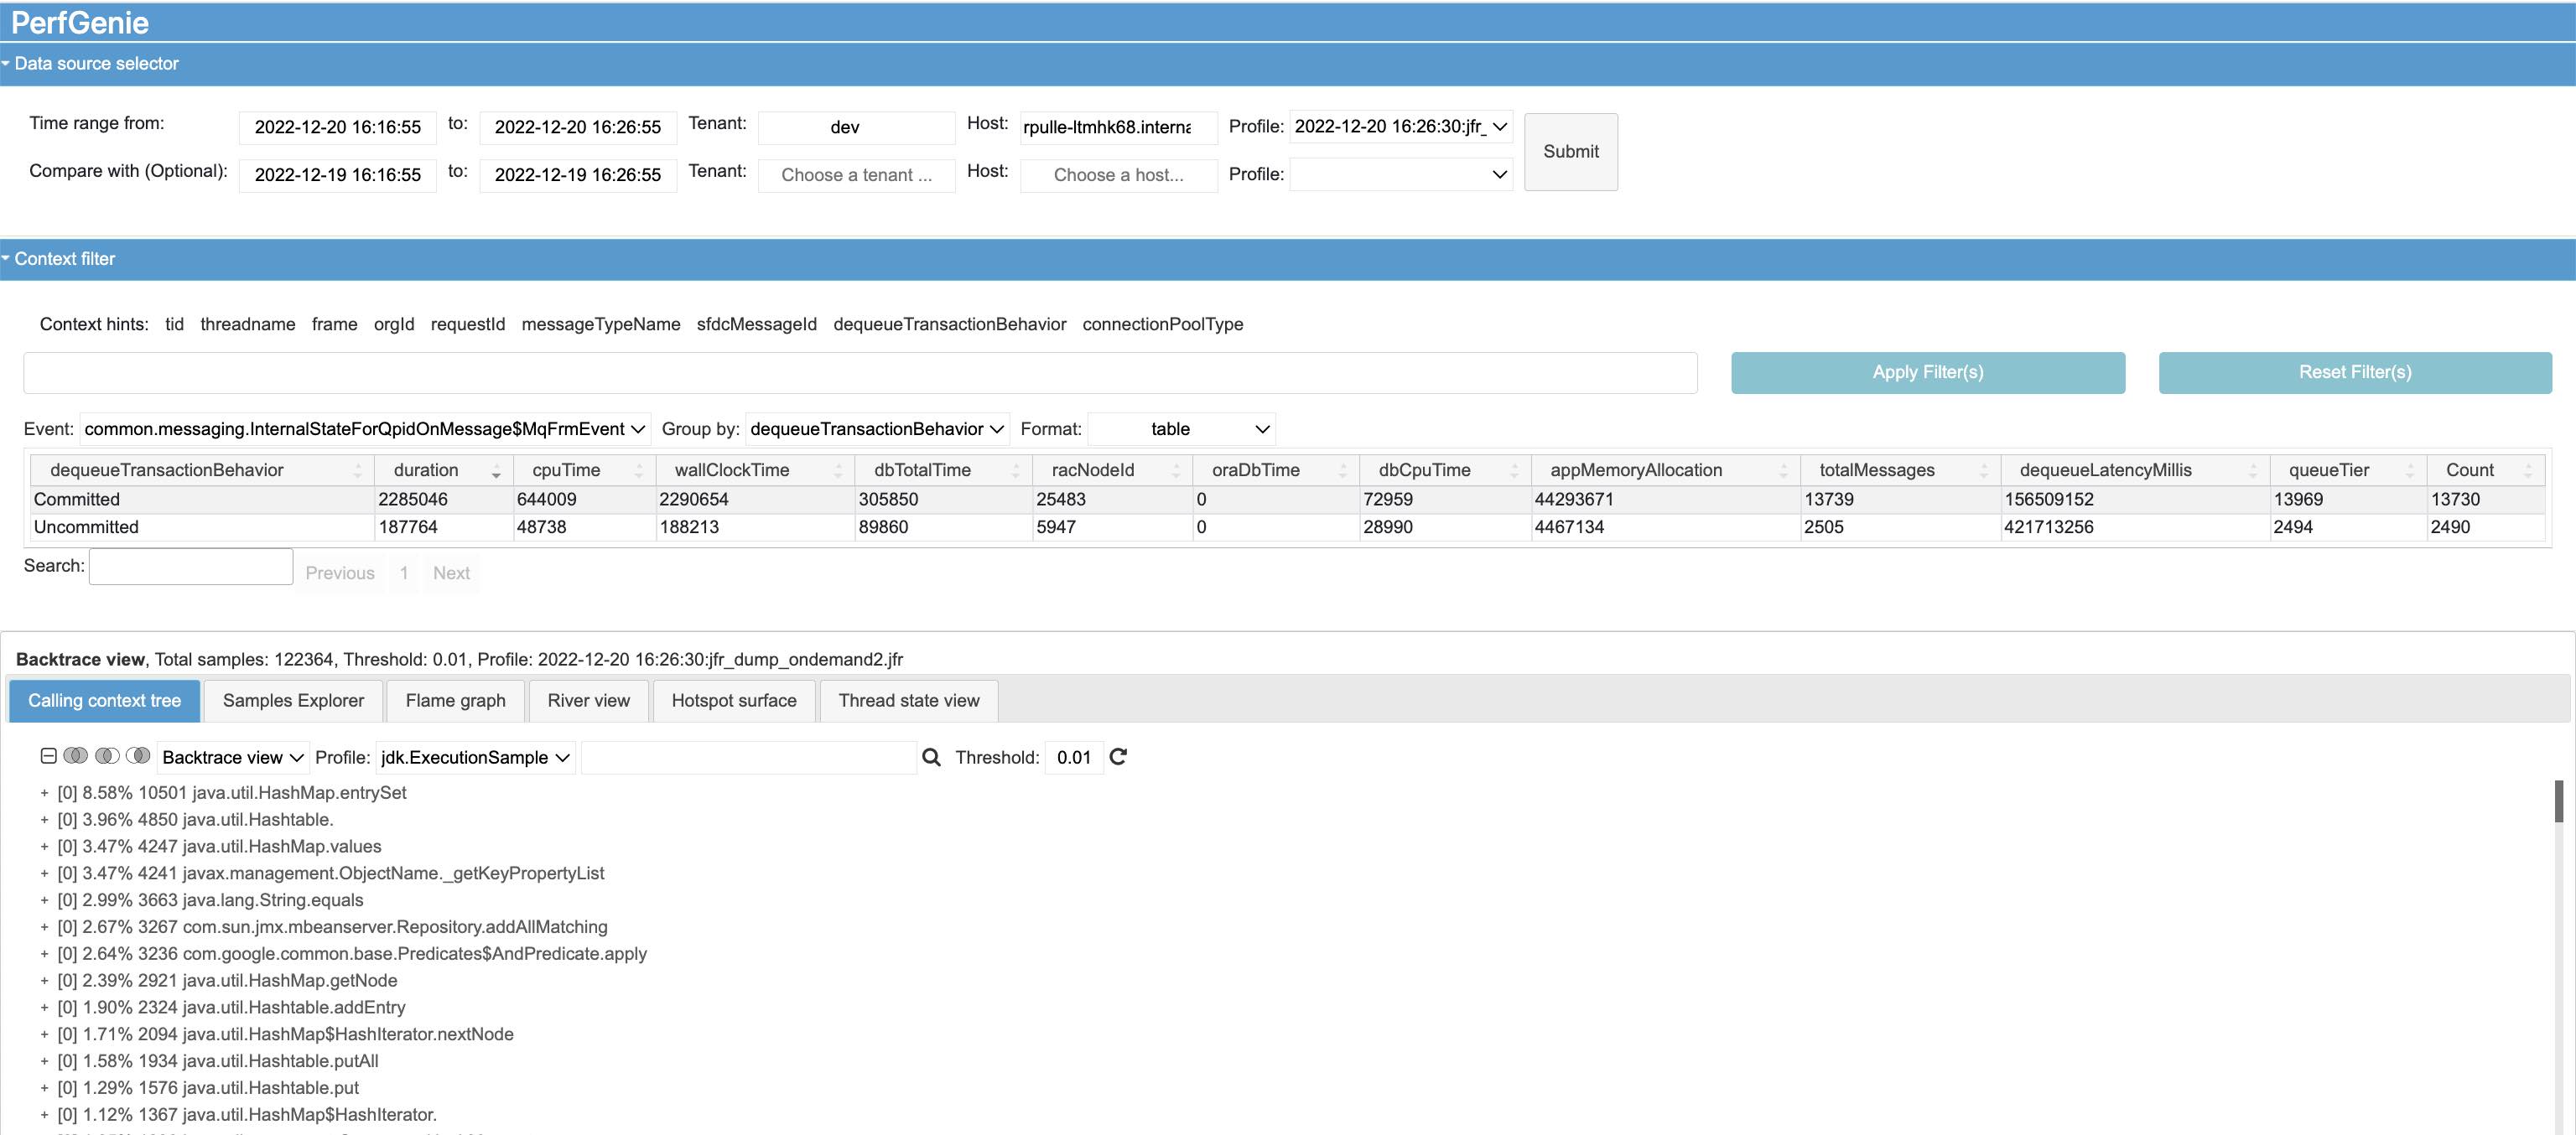 PerfGenie
Data source selector
Time range from: 2022-12-20 16:16:55 to: 2022-12-20 16:26:55 Tenant: dev Host: rpulle-ltmhk68.interna Profile: 2022-12-20 16:26:30:jfr_
Compare with (Optional): 2022-12-19 16:16:55 to: 2022-12-19 16:26:55 Tenant: Choose a tenant ... Host: Choose a host... Profile:
Submit
Context filter
Context hints: tid threadname frame orgId requestId messageTypeName sfdcMessageId dequeueTransactionBehavior connectionPoolType
Apply Filter(s) Reset Filter(s)
Event: common.messaging.InternalStateForQpidOnMessage$MqFrmEvent Group by: dequeueTransactionBehavior Format: table
dequeueTransactionBehavior duration cpuTime wallClockTime dbTotalTime racNodeId oraDbTime dbCpuTime appMemoryAllocation totalMessages dequeueLatencyMillis queueTier Count
Committed 2285046 644009 2290654 305850 25483 0 72959 44293671 13739 156509152 13969 13730
Uncommitted 187764 48738 188213 89860 5947 0 28990 4467134 2505 421713256 2494 2490
Search: Previous 1 Next
Backtrace view, Total samples: 122364, Threshold: 0.01, Profile: 2022-12-20 16:26:30:jfr_dump_ondemand2.jfr
Calling context tree Samples Explorer Flame graph River view Hotspot surface Thread state view
Backtrace view Profile: jdk.ExecutionSample Threshold: 0.01
+ [0] 8.58% 10501 java.util.HashMap.entrySet
+ [0] 3.96% 4850 java.util.Hashtable.
+ [0] 3.47% 4247 java.util.HashMap.values
+ [0] 3.47% 4241 javax.management.ObjectName._getKeyPropertyList
+ [0] 2.99% 3663 java.lang.String.equals
+ [0] 2.67% 3267 com.sun.jmx.mbeanserver.Repository.addAllMatching
+ [0] 2.64% 3236 com.google.common.base.Predicates$AndPredicate.apply
+ [0] 2.39% 2921 java.util.HashMap.getNode
+ [0] 1.90% 2324 java.util.Hashtable.addEntry
+ [0] 1.71% 2094 java.util.HashMap$HashIterator.nextNode
+ [0] 1.58% 1934 java.util.Hashtable.putAll
+ [0] 1.29% 1576 java.util.Hashtable.put
+ [0] 1.12% 1367 java.util.HashMap$HashIterator.